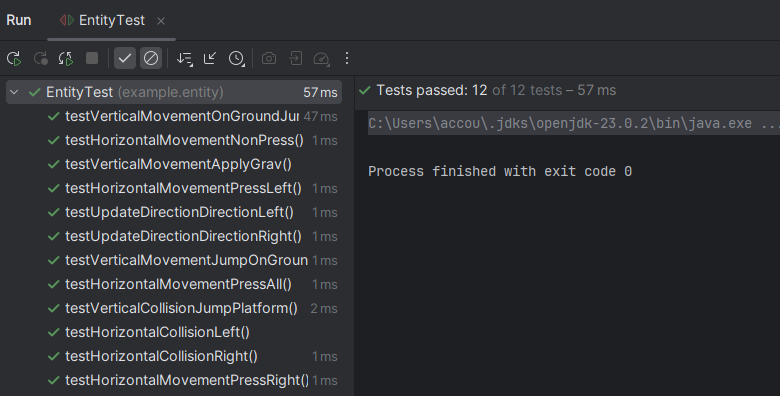 Run EntityTest
EntityTest (example.entity) 57 ms
Tests passed: 12 of 12 tests – 57 ms
testVerticalMovementOnGroundJu 47 ms
testHorizontalMovementNonPress() 1 ms
testVerticalMovementApplyGrav()
testHorizontalMovementPressLeft() 1 ms
testUpdateDirectionDirectionLeft() 1 ms
testUpdateDirectionDirectionRight() 1 ms
testVerticalMovementJumpOnGroun 1 ms
testHorizontalMovementPressAll() 1 ms
testVerticalCollisionJumpPlatform() 2 ms
testHorizontalCollisionLeft()
testHorizontalCollisionRight() 1 ms
testHorizontalMovementPressRight() 1 ms
C:\Users\accou\.jdks\openjdk-23.0.2\bin\java.exe ...
Process finished with exit code 0